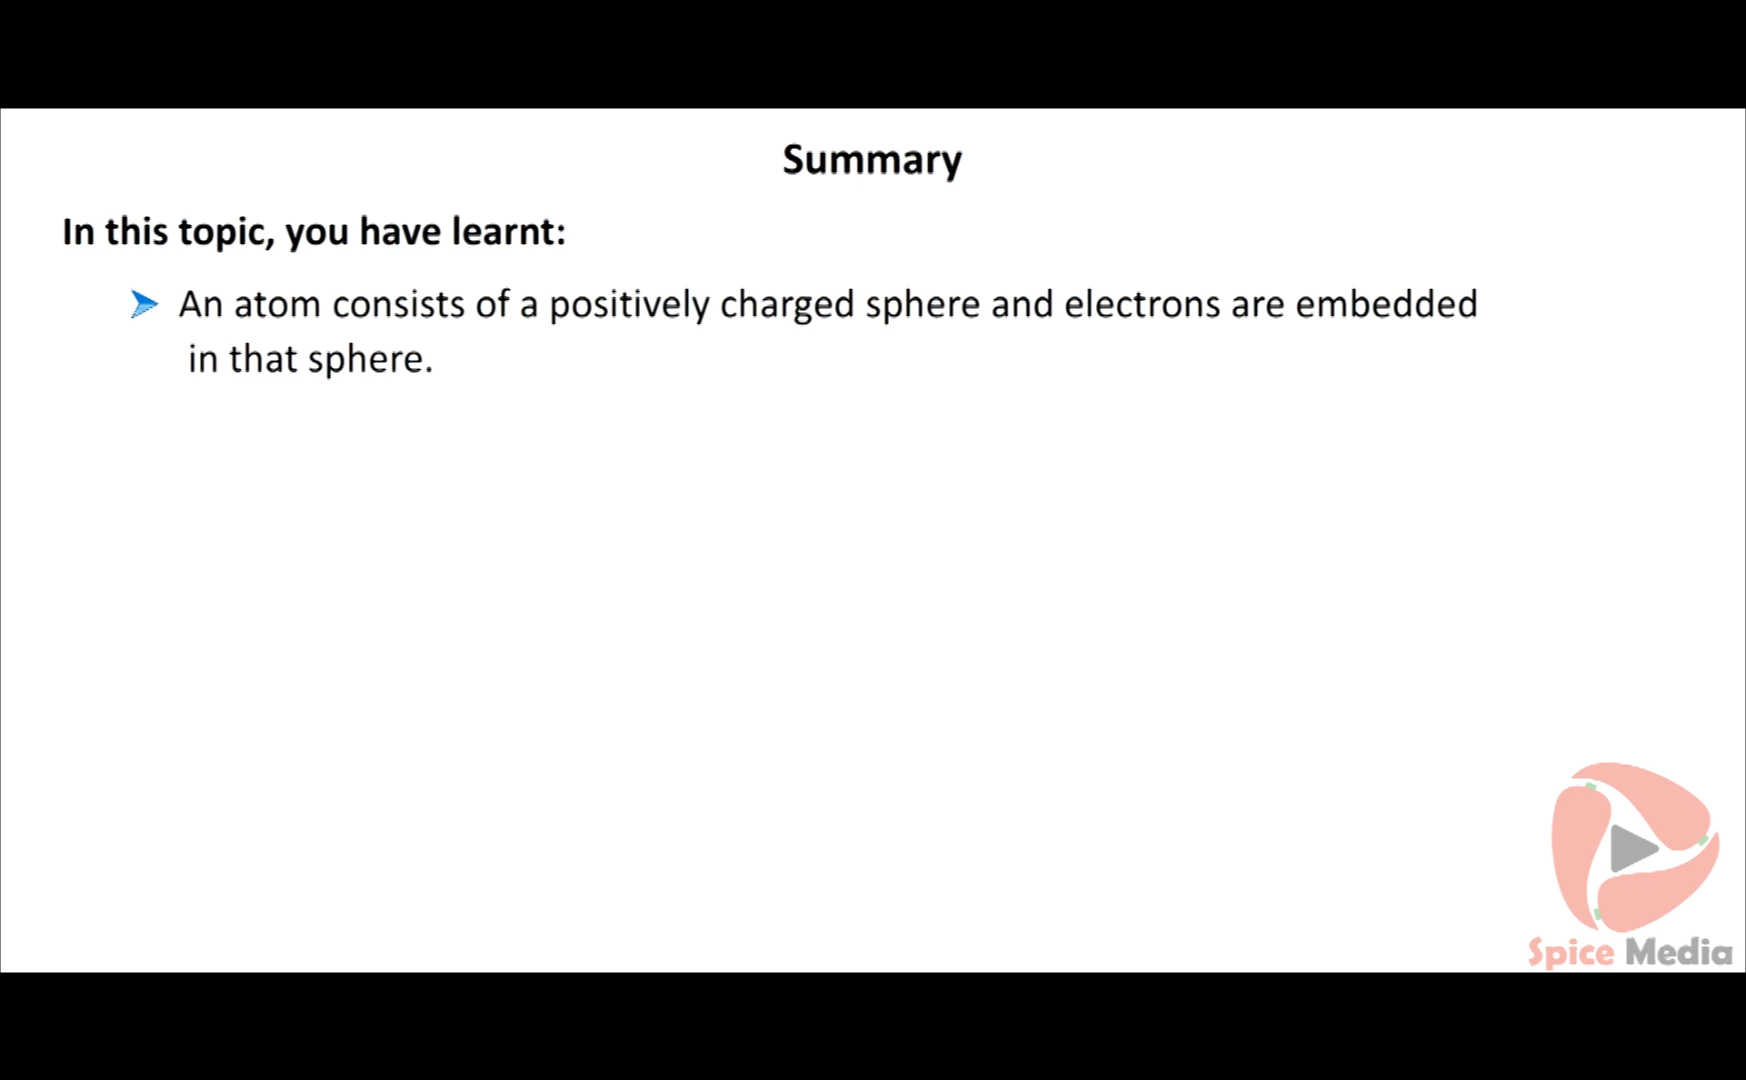 Summary
In this topic, you have learnt:
An atom consists of a positively charged sphere and electrons are embedded
in that sphere.
Spice Media